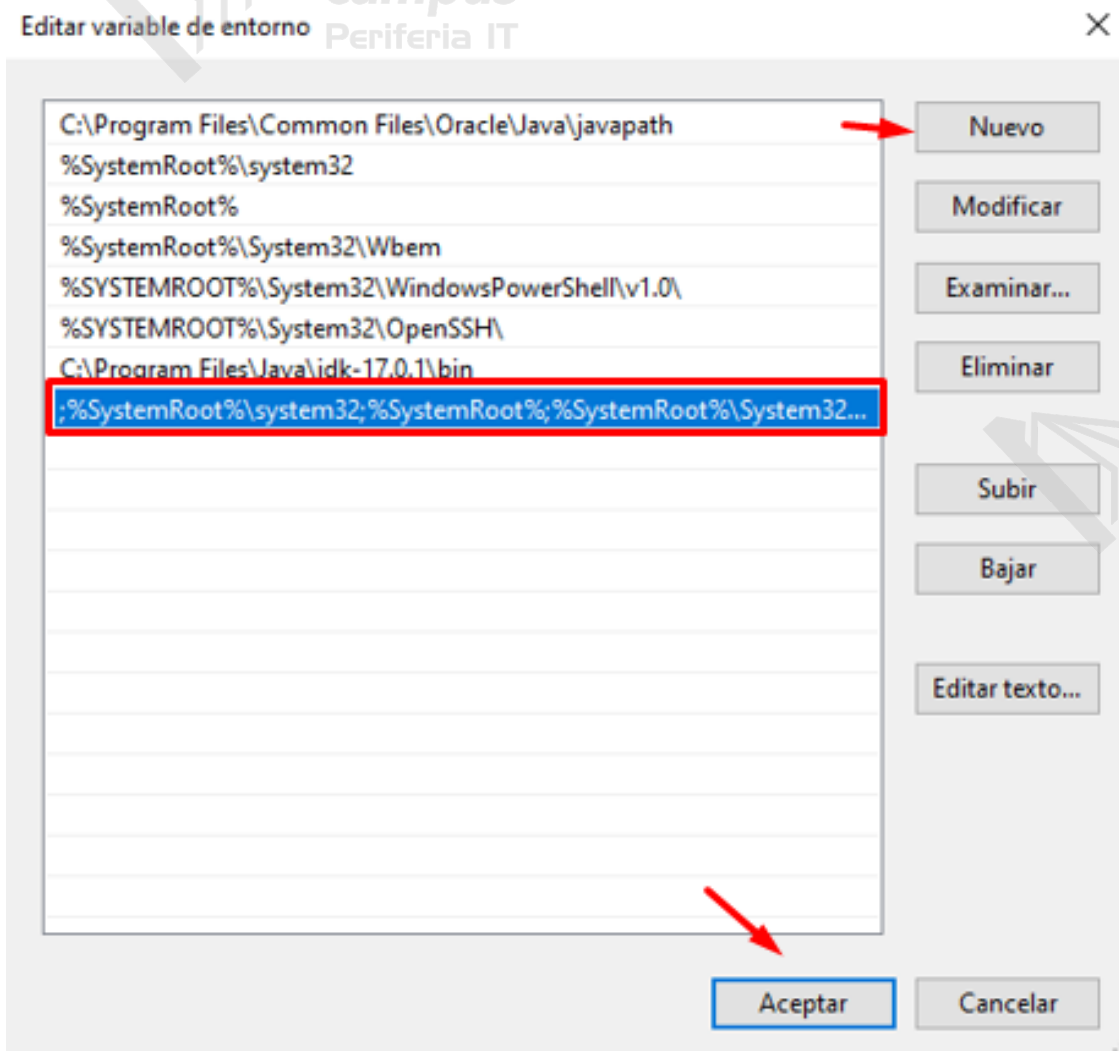 Campus
Periferia IT
Editar variable de entorno
C:\Program Files\Common Files\Oracle\Java\javapath
%SystemRoot%\system32
%SystemRoot%
%SystemRoot%\System32\Wbem
%SYSTEMROOT%\System32\WindowsPowerShell\v1.0\
%SYSTEMROOT%\System32\OpenSSH\
C:\Program Files\Java\jdk-17.0.1\bin
;%SystemRoot%\system32;%SystemRoot%;%SystemRoot%\System32...
Nuevo
Modificar
Examinar...
Eliminar
Subir
Bajar
Editar texto...
Aceptar
Cancelar